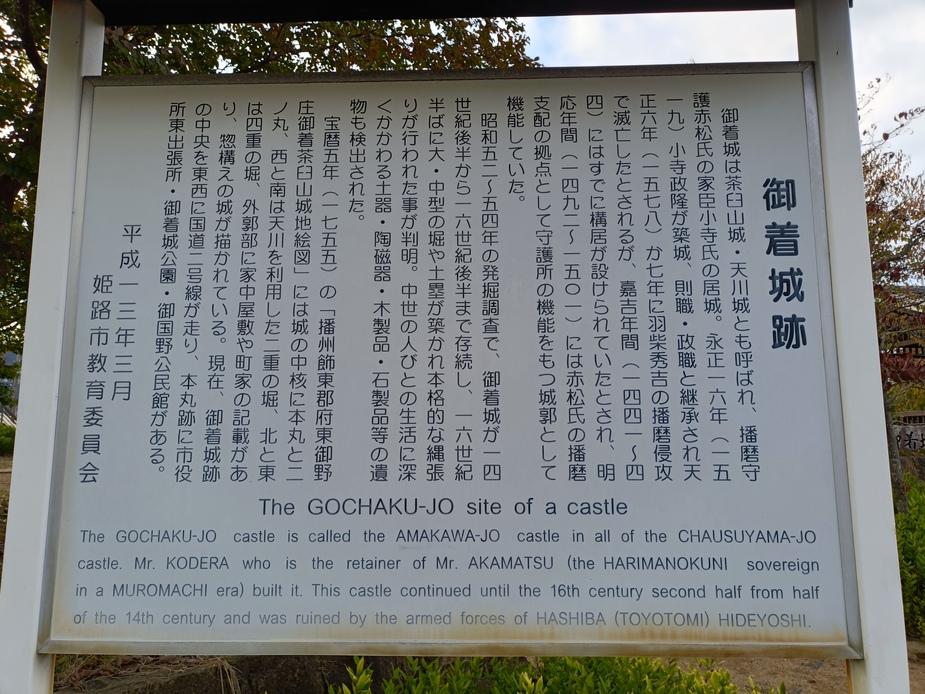 御着城跡
御着城は茶臼山城・天川城とも呼ばれ、播磨守
護赤松氏の家臣小寺氏の居城。永正一六年（一五
一九）小寺政隆が築城、則職・政職と継承され天
正六年（一五七八）か七年に羽柴秀吉の播磨侵攻
で滅亡したとされるが、嘉吉年間（一四四一～四
四）にはすでに構居が設けられていたとされ、明
応年間（一四九二～一五〇一）には赤松氏の播磨
支配の拠点として守護所の機能をもつ城郭として
機能していた。
昭和五二～五四年の発掘調査で、御着城が一四
世紀後半から一六世紀後半まで存続し、一六世紀
半ばに大・中型の堀や土塁が築かれ本格的な縄張
りが行われた事が判明。中世の人びとの生活に深
くかかわる土器・陶磁器・木製品・石製品等の遺
物も検出された。
宝暦五年（一七五五）の「播州飾東郡府東御野
庄御着茶臼山城地絵図」には城の中核に本丸と二
ノ丸、西と南は天川を利用した二重の堀、北と東
は四重の堀、外郭部に家中屋敷や町家の記載があ
り、惣構えの城が描かれている。現在、御着城跡
の中央を東西に国道二号線が走り、本丸跡に市役
所東出張所・御着城公園・御国野公民館がある。
平成一三年三月
姫路市教育委員会
The GOCHAKU-JO site of a castle
The GOCHAKU-JO castle is called the AMAKAWA-JO castle in all of the CHAUSUYAMA-JO
castle. Mr. KODERA who is the retainer of Mr. AKAMATSU (the HARIMANOKUNI sovereign
in a MUROMACHI era) built it. This castle continued until the 16th century second half from half
of the 14th century and was ruined by the armed forces of HASHIBA (TOYOTOMI) HIDEYOSHI.